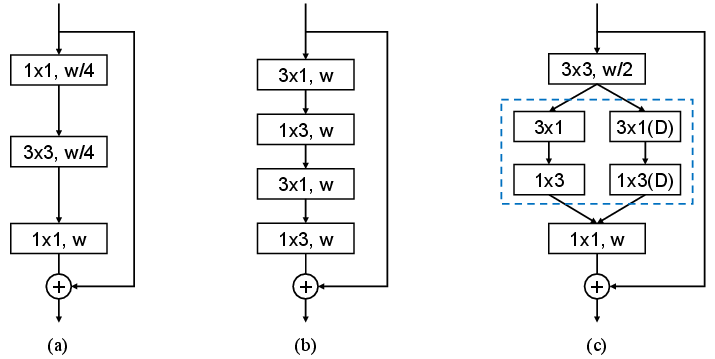 1x1, w/4
3x3, w/4
1x1, w
+
(a)
3x1, w
1x3, w
3x1, w
1x3, w
+
(b)
3x3, w/2
3x1 3x1(D)
1x3 1x3(D)
1x1, w
+
(c)